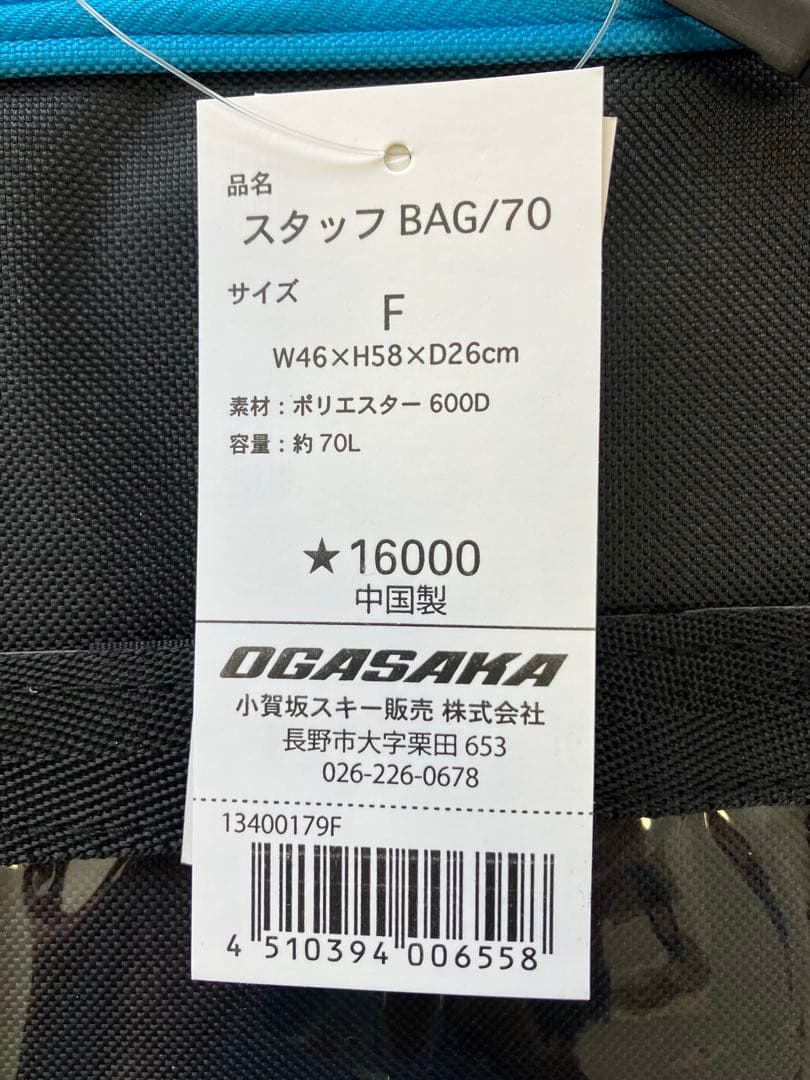 品名
スタッフ BAG/70
サイズ
F
W46×H58×D26cm
素材：ポリエスター 600D
容量：約 70L
★16000
中国製
OGASAKA
小賀坂スキー販売 株式会社
長野市大字栗田 653
026-226-0678
13400179F
4 510394 006558